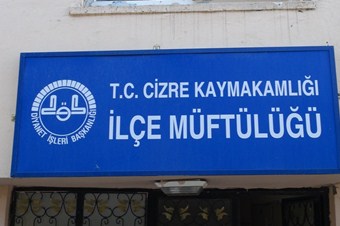 T.C. CİZRE KAYMAKAMLIĞI
İLÇE MÜFTÜLÜĞÜ
DİYANET İŞLERİ BAŞKANLIĞI